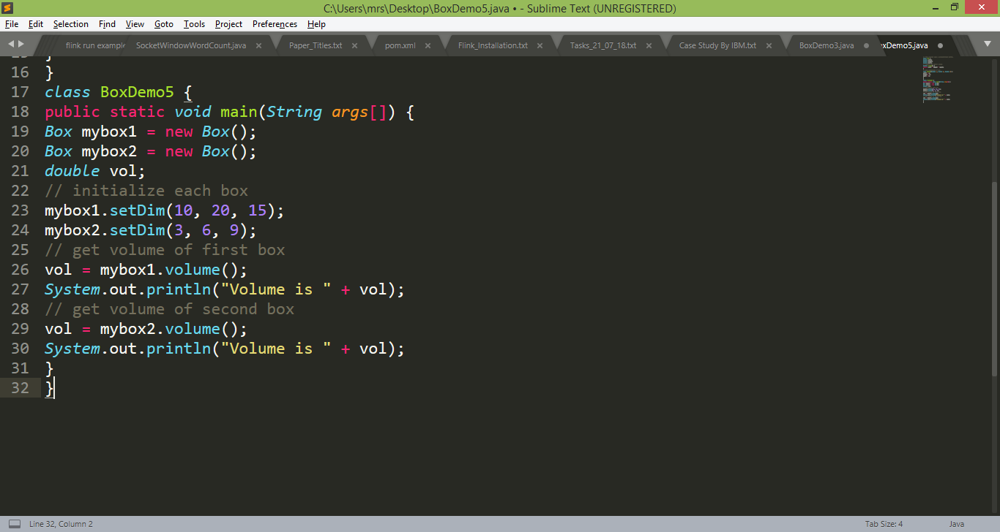 C:\Users\mrs\Desktop\BoxDemo5.java • - Sublime Text (UNREGISTERED)
File Edit Selection Find View Goto Tools Project Preferences Help
flink run example SocketWindowWordCount.java Paper_Titles.txt pom.xml Flink_Installation.txt Tasks_21_07_18.txt Case Study By IBM.txt BoxDemo3.java xDemo5.java
16 }
17 class BoxDemo5 {
18 public static void main(String args[]) {
19 Box mybox1 = new Box();
20 Box mybox2 = new Box();
21 double vol;
22 // initialize each box
23 mybox1.setDim(10, 20, 15);
24 mybox2.setDim(3, 6, 9);
25 // get volume of first box
26 vol = mybox1.volume();
27 System.out.println("Volume is " + vol);
28 // get volume of second box
29 vol = mybox2.volume();
30 System.out.println("Volume is " + vol);
31 }
32 }
Line 32, Column 2 Tab Size: 4 Java